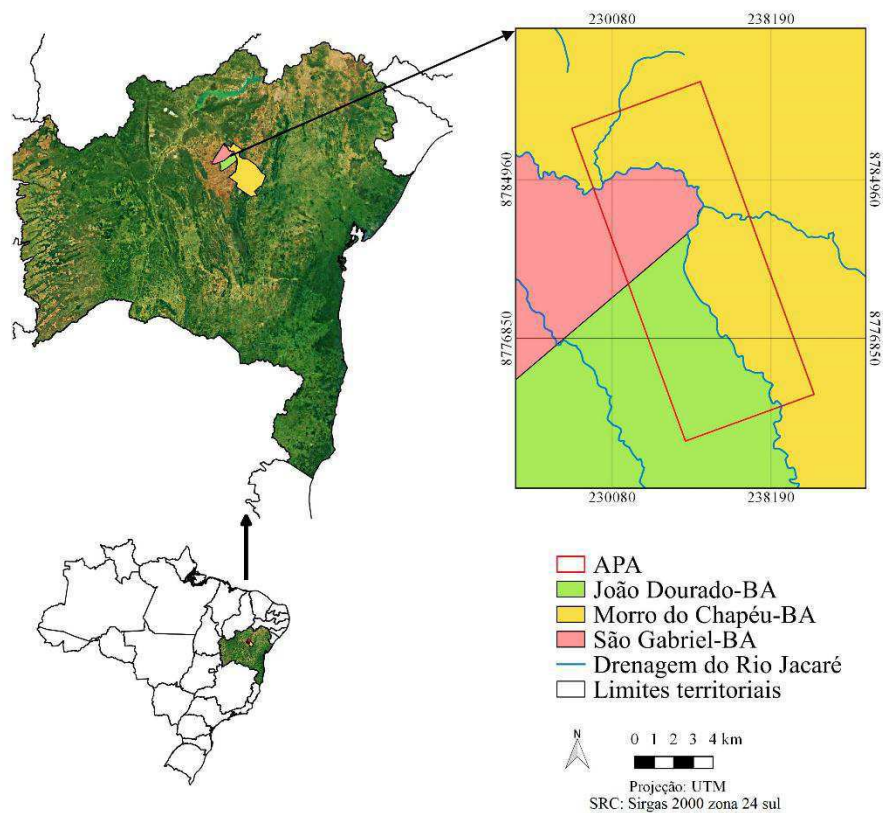 230080
238190
8784960
8784960
8776850
8776850
230080
238190
APA
João Dourado-BA
Morro do Chapéu-BA
São Gabriel-BA
Drenagem do Rio Jacaré
Limites territoriais
N
0 1 2 3 4 km
Projeção: UTM
SRC: Sirgas 2000 zona 24 sul